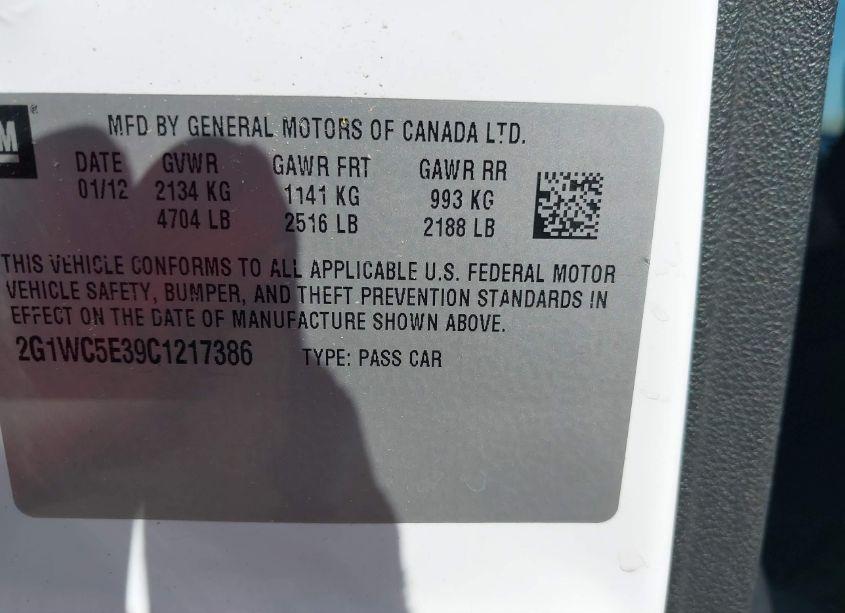 M ®
MFD BY GENERAL MOTORS OF CANADA LTD.
DATE GVWR GAWR FRT GAWR RR
01/12 2134 KG 1141 KG 993 KG
4704 LB 2516 LB 2188 LB
THIS VEHICLE CONFORMS TO ALL APPLICABLE U.S. FEDERAL MOTOR
VEHICLE SAFETY, BUMPER, AND THEFT PREVENTION STANDARDS IN
EFFECT ON THE DATE OF MANUFACTURE SHOWN ABOVE.
2G1WC5E39C1217386 TYPE: PASS CAR